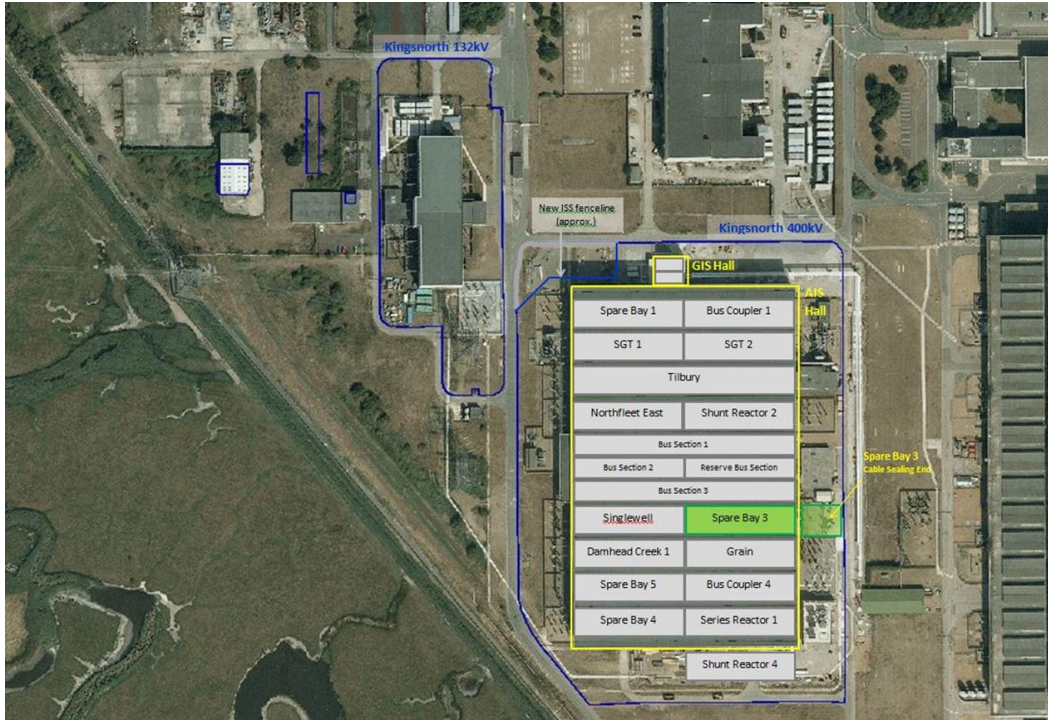 Kingsnorth 132kV
New ISS fenceline
(approx.)
Kingsnorth 400kV
GIS Hall
AIS
Hall
Spare Bay 1
Bus Coupler 1
SGT 1
SGT 2
Tilbury
Northfleet East
Shunt Reactor 2
Bus Section 1
Bus Section 2
Reserve Bus Section
Bus Section 3
Spare Bay 3
Cable Sealing End
Singlewell
Spare Bay 3
Damhead Creek 1
Grain
Spare Bay 5
Bus Coupler 4
Spare Bay 4
Series Reactor 1
Shunt Reactor 4